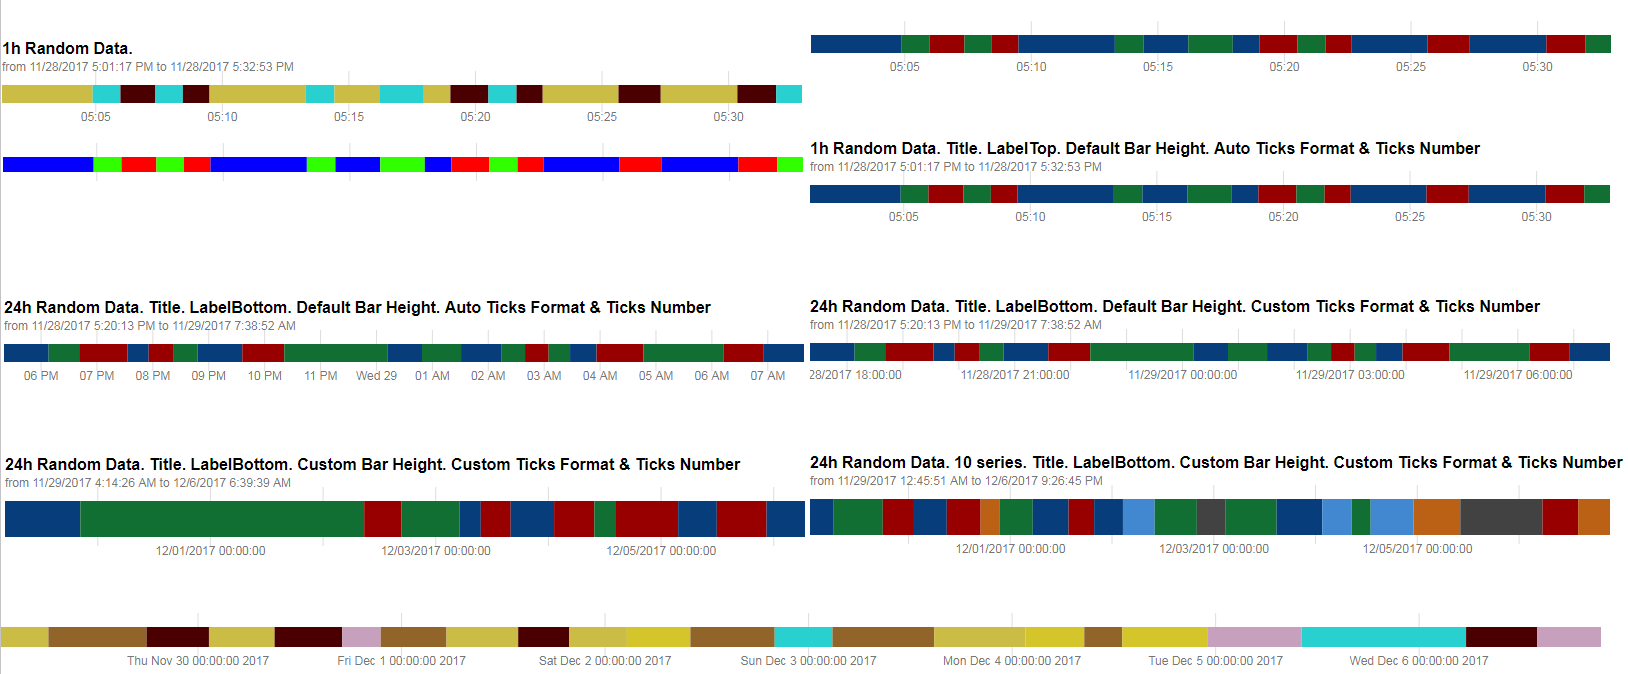 1h Random Data.
from 11/28/2017 5:01:17 PM to 11/28/2017 5:32:53 PM
05:05 05:10 05:15 05:20 05:25 05:30
05:05 05:10 05:15 05:20 05:25 05:30
1h Random Data. Title. LabelTop. Default Bar Height. Auto Ticks Format & Ticks Number
from 11/28/2017 5:01:17 PM to 11/28/2017 5:32:53 PM
05:05 05:10 05:15 05:20 05:25 05:30
24h Random Data. Title. LabelBottom. Default Bar Height. Auto Ticks Format & Ticks Number
from 11/28/2017 5:20:13 PM to 11/29/2017 7:38:52 AM
06 PM 07 PM 08 PM 09 PM 10 PM 11 PM Wed 29 01 AM 02 AM 03 AM 04 AM 05 AM 06 AM 07 AM
24h Random Data. Title. LabelBottom. Default Bar Height. Custom Ticks Format & Ticks Number
from 11/28/2017 5:20:13 PM to 11/29/2017 7:38:52 AM
28/2017 18:00:00 11/28/2017 21:00:00 11/29/2017 00:00:00 11/29/2017 03:00:00 11/29/2017 06:00:00
24h Random Data. Title. LabelBottom. Custom Bar Height. Custom Ticks Format & Ticks Number
from 11/29/2017 4:14:26 AM to 12/6/2017 6:39:39 AM
12/01/2017 00:00:00 12/03/2017 00:00:00 12/05/2017 00:00:00
24h Random Data. 10 series. Title. LabelBottom. Custom Bar Height. Custom Ticks Format & Ticks Number
from 11/29/2017 12:45:51 AM to 12/6/2017 9:26:45 PM
12/01/2017 00:00:00 12/03/2017 00:00:00 12/05/2017 00:00:00
Thu Nov 30 00:00:00 2017 Fri Dec 1 00:00:00 2017 Sat Dec 2 00:00:00 2017 Sun Dec 3 00:00:00 2017 Mon Dec 4 00:00:00 2017 Tue Dec 5 00:00:00 2017 Wed Dec 6 00:00:00 2017